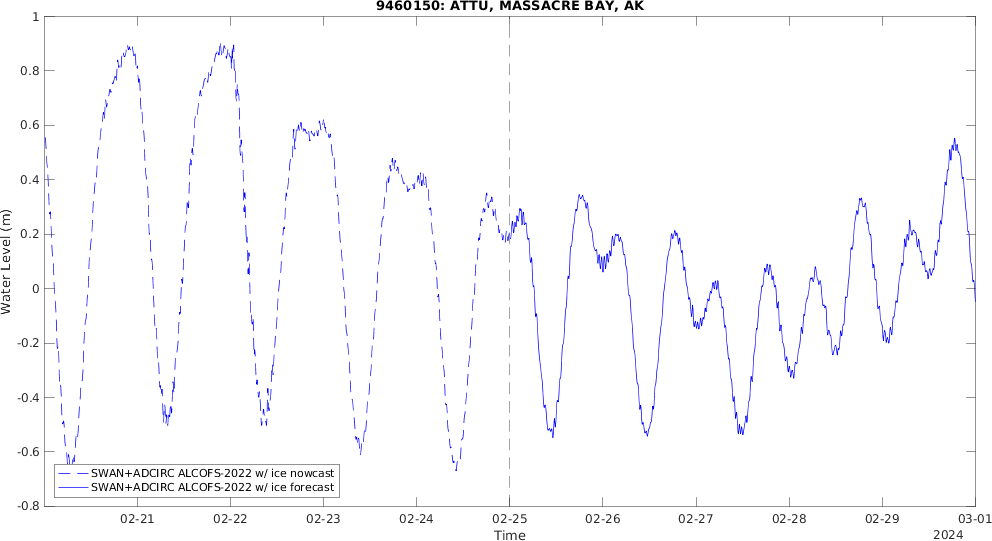 9460150: ATTU, MASSACRE BAY, AK
Water Level (m)
1
0.8
0.6
0.4
0.2
0
-0.2
-0.4
-0.6
-0.8
SWAN+ADCIRC ALCOFS-2022 w/ ice nowcast
SWAN+ADCIRC ALCOFS-2022 w/ ice forecast
02-21 02-22 02-23 02-24 02-25 02-26 02-27 02-28 02-29 03-01
Time
2024